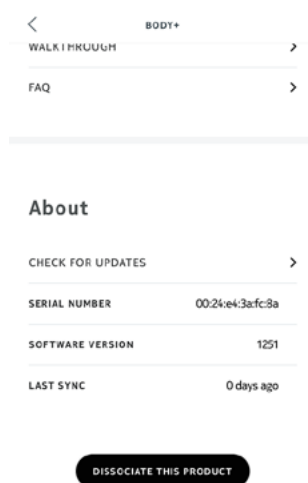 BODY+
WALKTHROUGH
FAQ
About
CHECK FOR UPDATES
SERIAL NUMBER 00:24:e4:3a:fc:8a
SOFTWARE VERSION 1251
LAST SYNC 0 days ago
DISSOCIATE THIS PRODUCT